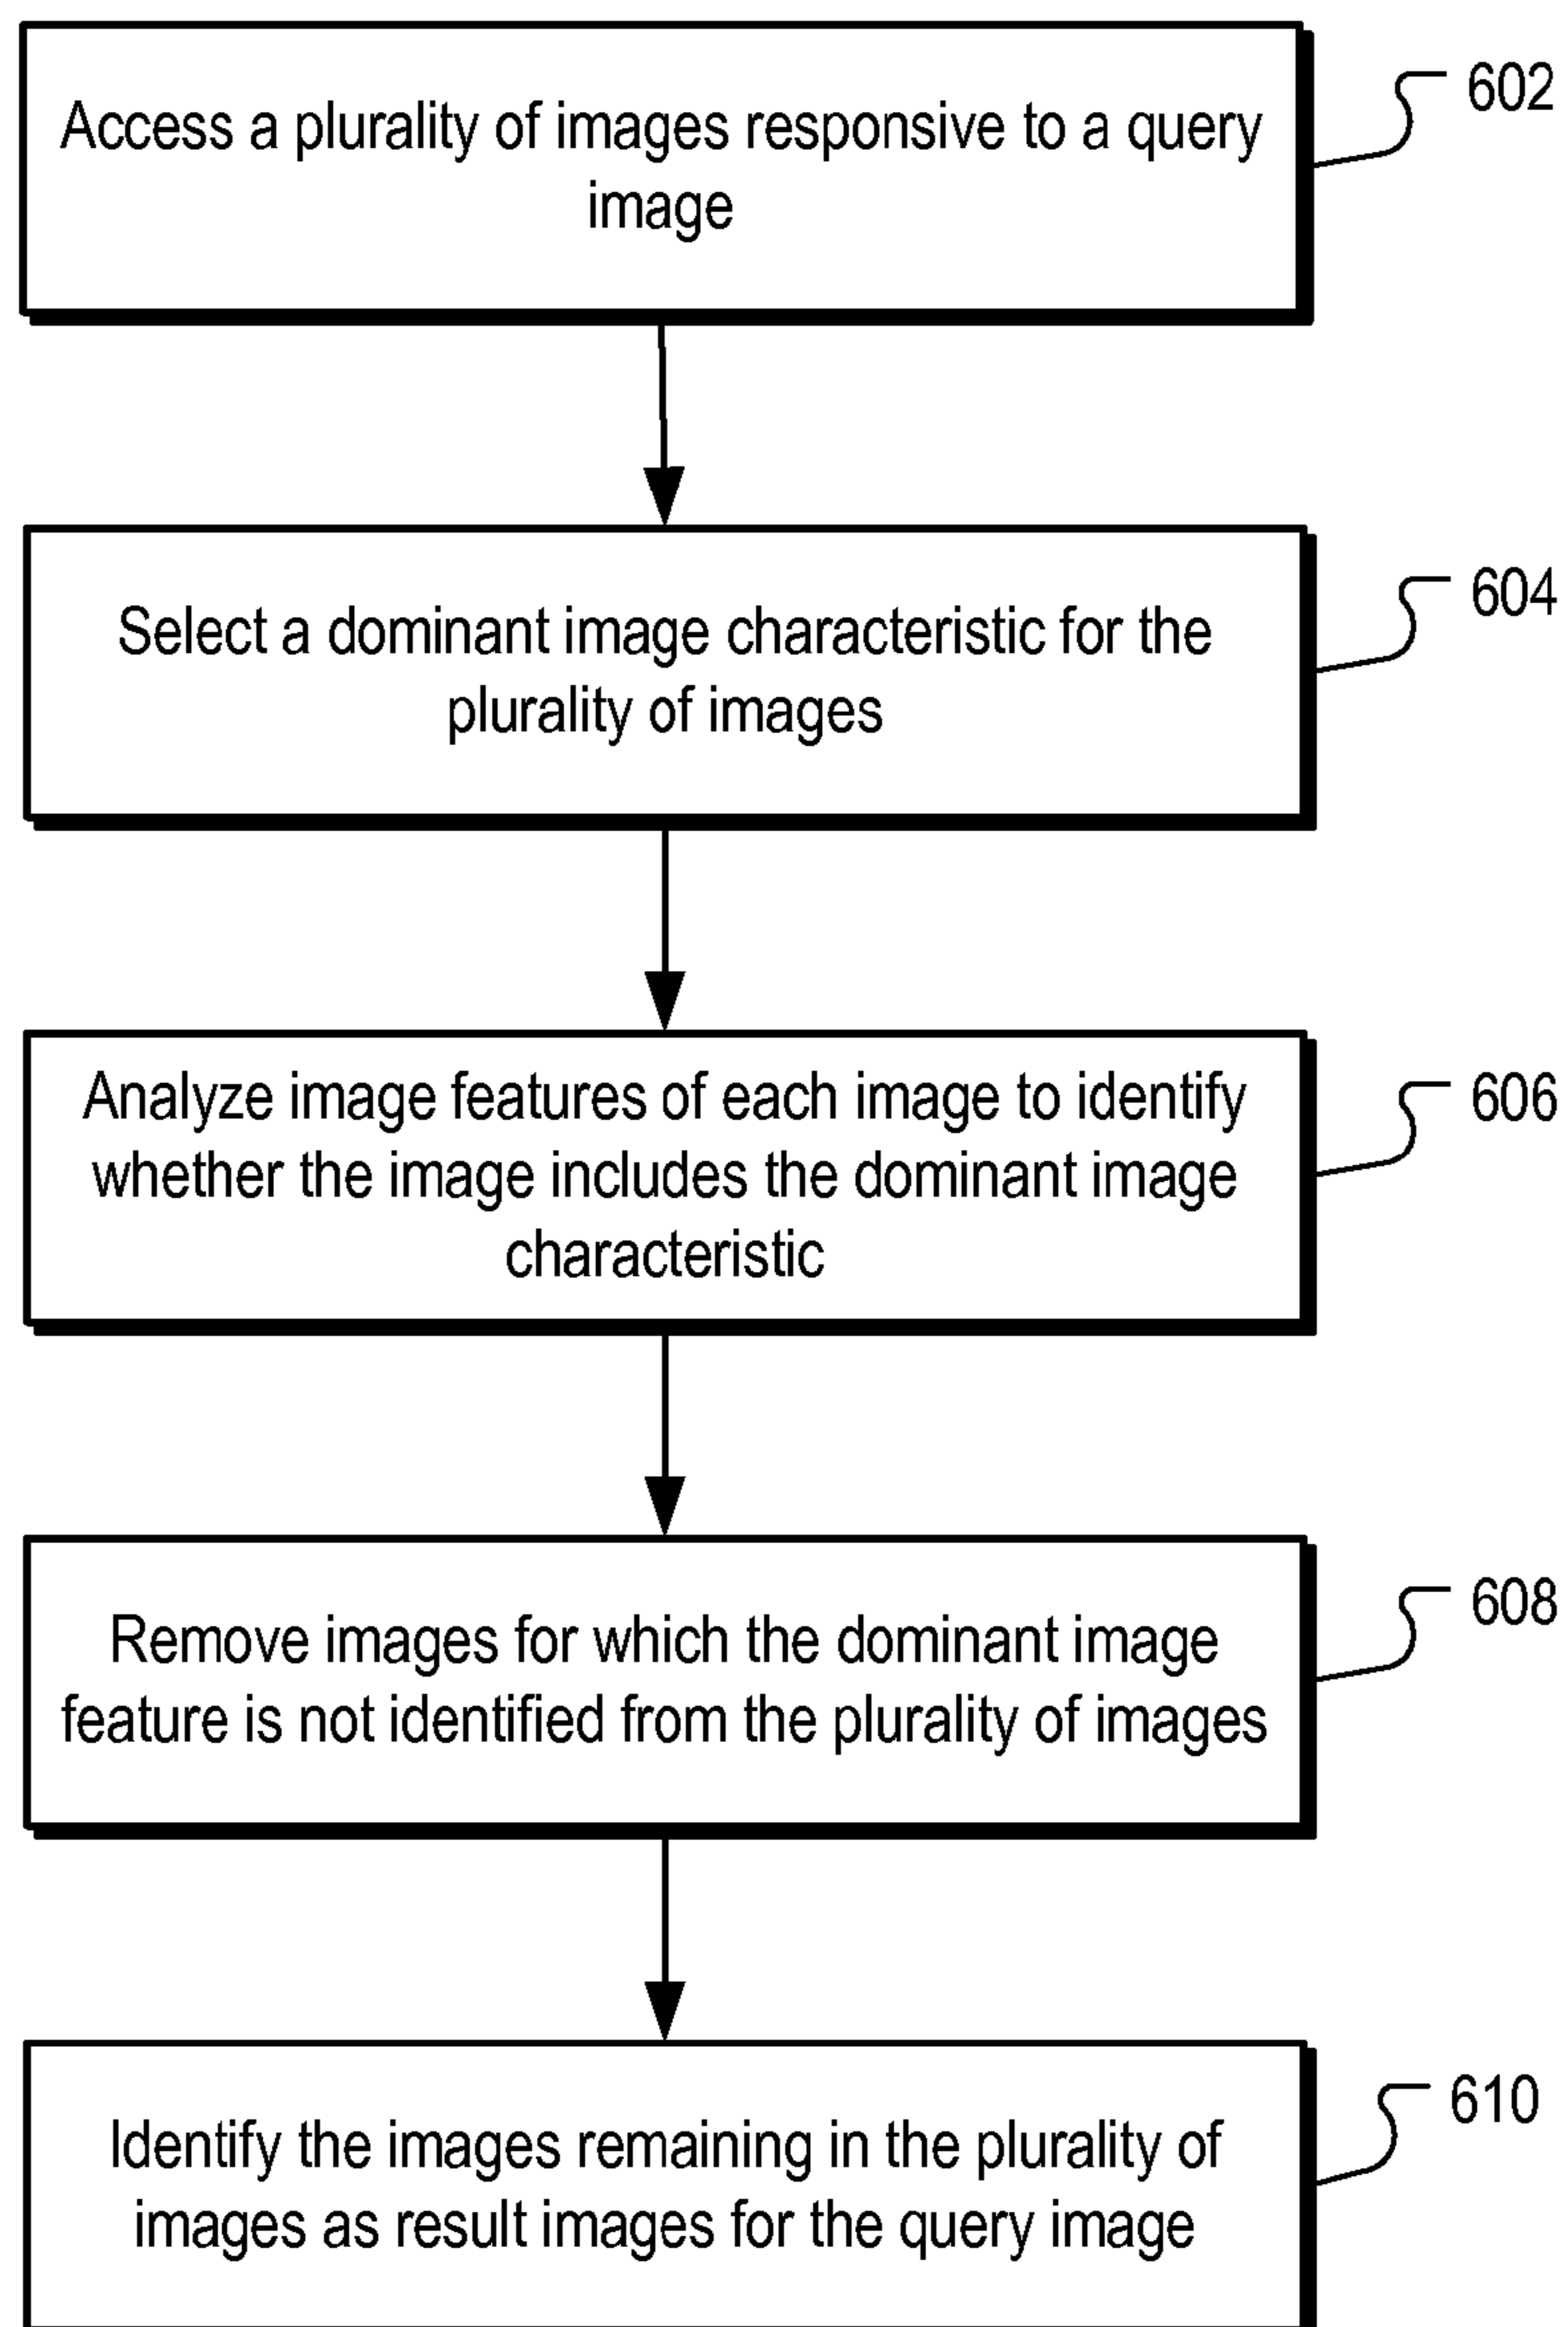 Access a plurality of images responsive to a query
image
602
Select a dominant image characteristic for the
plurality of images
604
Analyze image features of each image to identify
whether the image includes the dominant image
characteristic
606
Remove images for which the dominant image
feature is not identified from the plurality of images
608
Identify the images remaining in the plurality of
images as result images for the query image
610